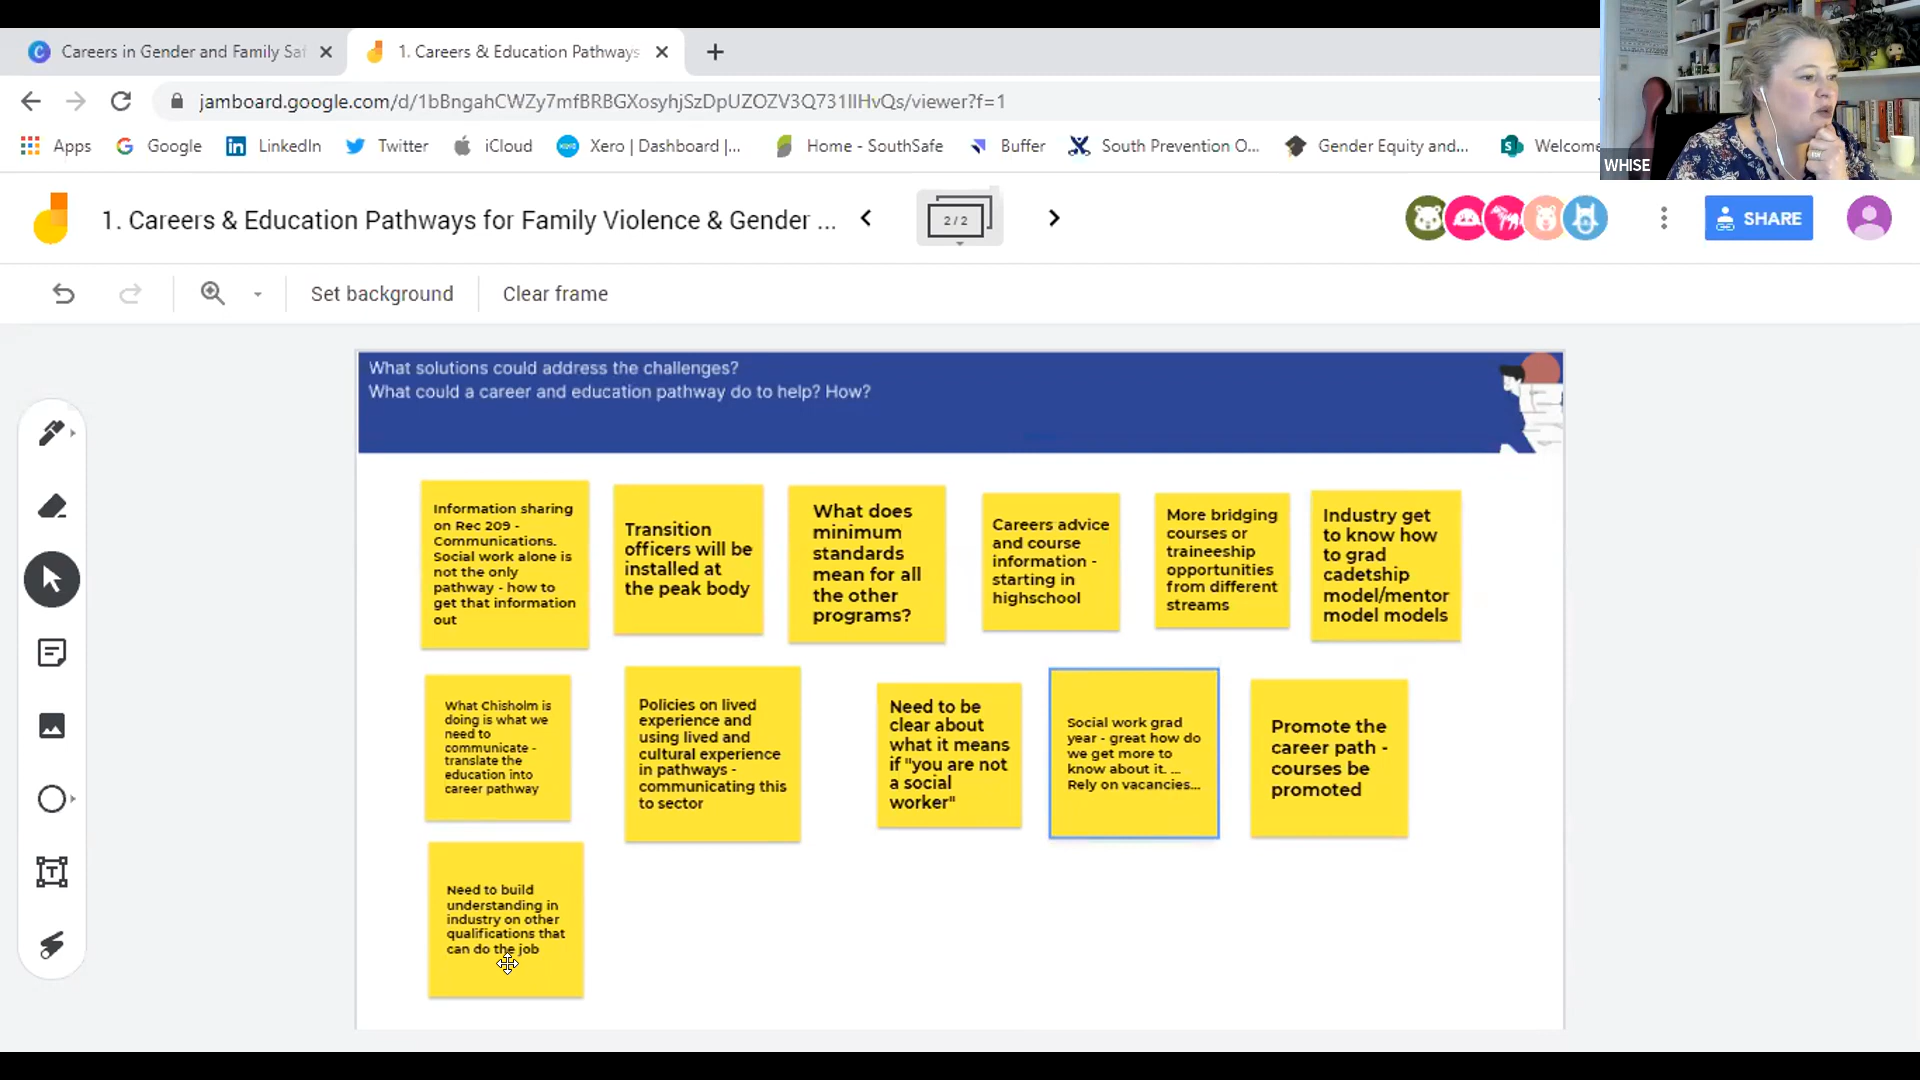 Careers in Gender and Family Saf
1. Careers & Education Pathways
jamboard.google.com/d/1bBngahCWZy7mfBRBGXosyhjSzDpUZOZV3Q731IIHvQs/viewer?f=1
Apps
Google
LinkedIn
Twitter
iCloud
Xero | Dashboard |...
Home - SouthSafe
Buffer
South Prevention O...
Gender Equity and...
Welcome
WHISE
1. Careers & Education Pathways for Family Violence & Gender ...
2 / 2
SHARE
Set background
Clear frame
What solutions could address the challenges?
What could a career and education pathway do to help? How?
Information sharing
on Rec 209 -
Communications.
Social work alone is
not the only
pathway - how to
get that information
out
Transition
officers will be
installed at
the peak body
What does
minimum
standards
mean for all
the other
programs?
Careers advice
and course
information -
starting in
highschool
More bridging
courses or
traineeship
opportunities
from different
streams
Industry get
to know how
to grad
cadetship
model/mentor
model models
What Chisholm is
doing is what we
need to
communicate -
translate the
education into
career pathway
Policies on lived
experience and
using lived and
cultural experience
in pathways -
communicating this
to sector
Need to be
clear about
what it means
if "you are not
a social
worker"
Social work grad
year - great how do
we get more to
know about it. ...
Rely on vacancies...
Promote the
career path -
courses be
promoted
Need to build
understanding in
industry on other
qualifications that
can do the job